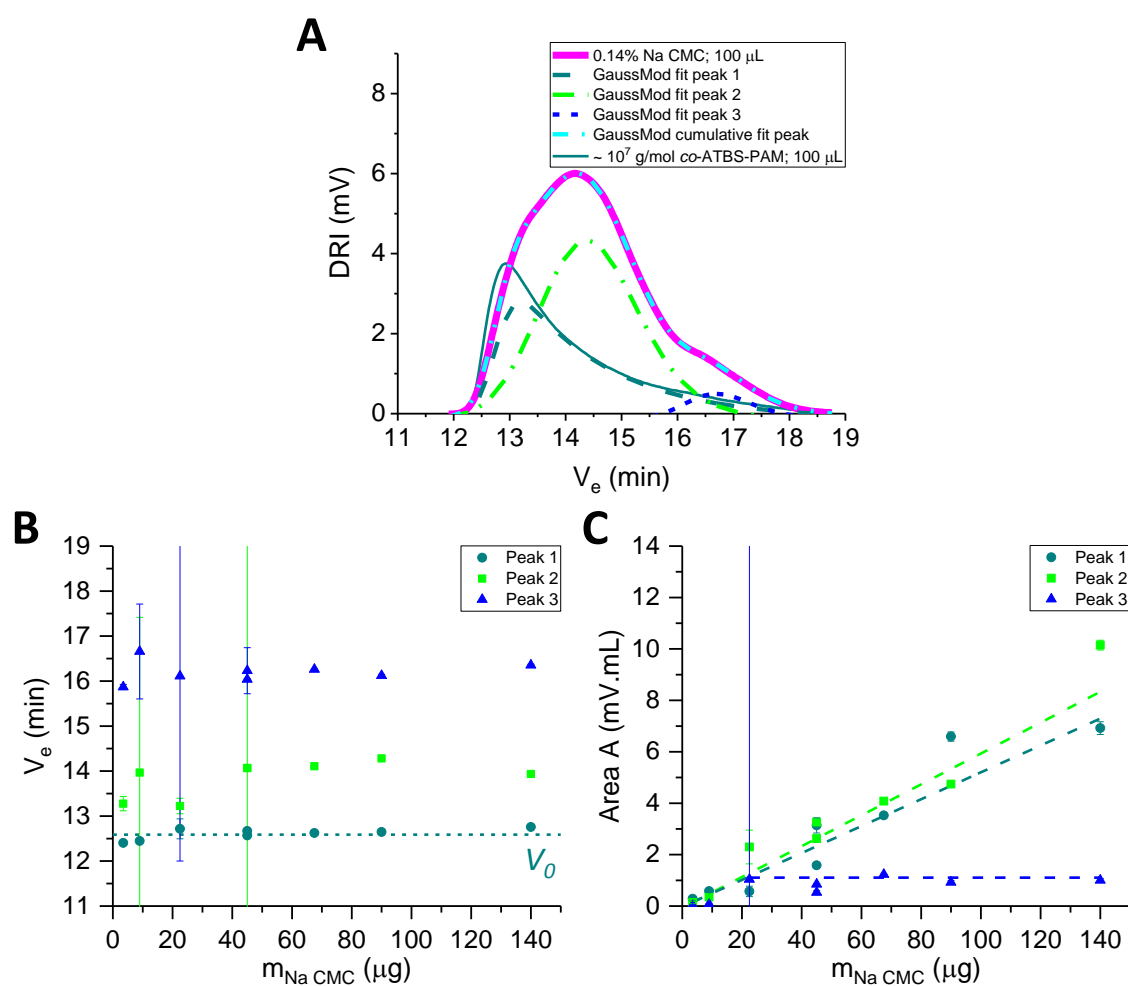 A
0.14% Na CMC; 100 μL
GaussMod fit peak 1
GaussMod fit peak 2
GaussMod fit peak 3
GaussMod cumulative fit peak
~ 10⁷ g/mol co-ATBS-PAM; 100 μL
8
6
4
2
0
DRI (mV)
11 12 13 14 15 16 17 18 19
Vₑ (min)
B
19
18
17
16
15
14
13
12
11
Vₑ (min)
Peak 1
Peak 2
Peak 3
V₀
0 20 40 60 80 100 120 140
m_Na CMC (μg)
C
14
12
10
8
6
4
2
0
Area A (mV.mL)
Peak 1
Peak 2
Peak 3
0 20 40 60 80 100 120 140
m_Na CMC (μg)